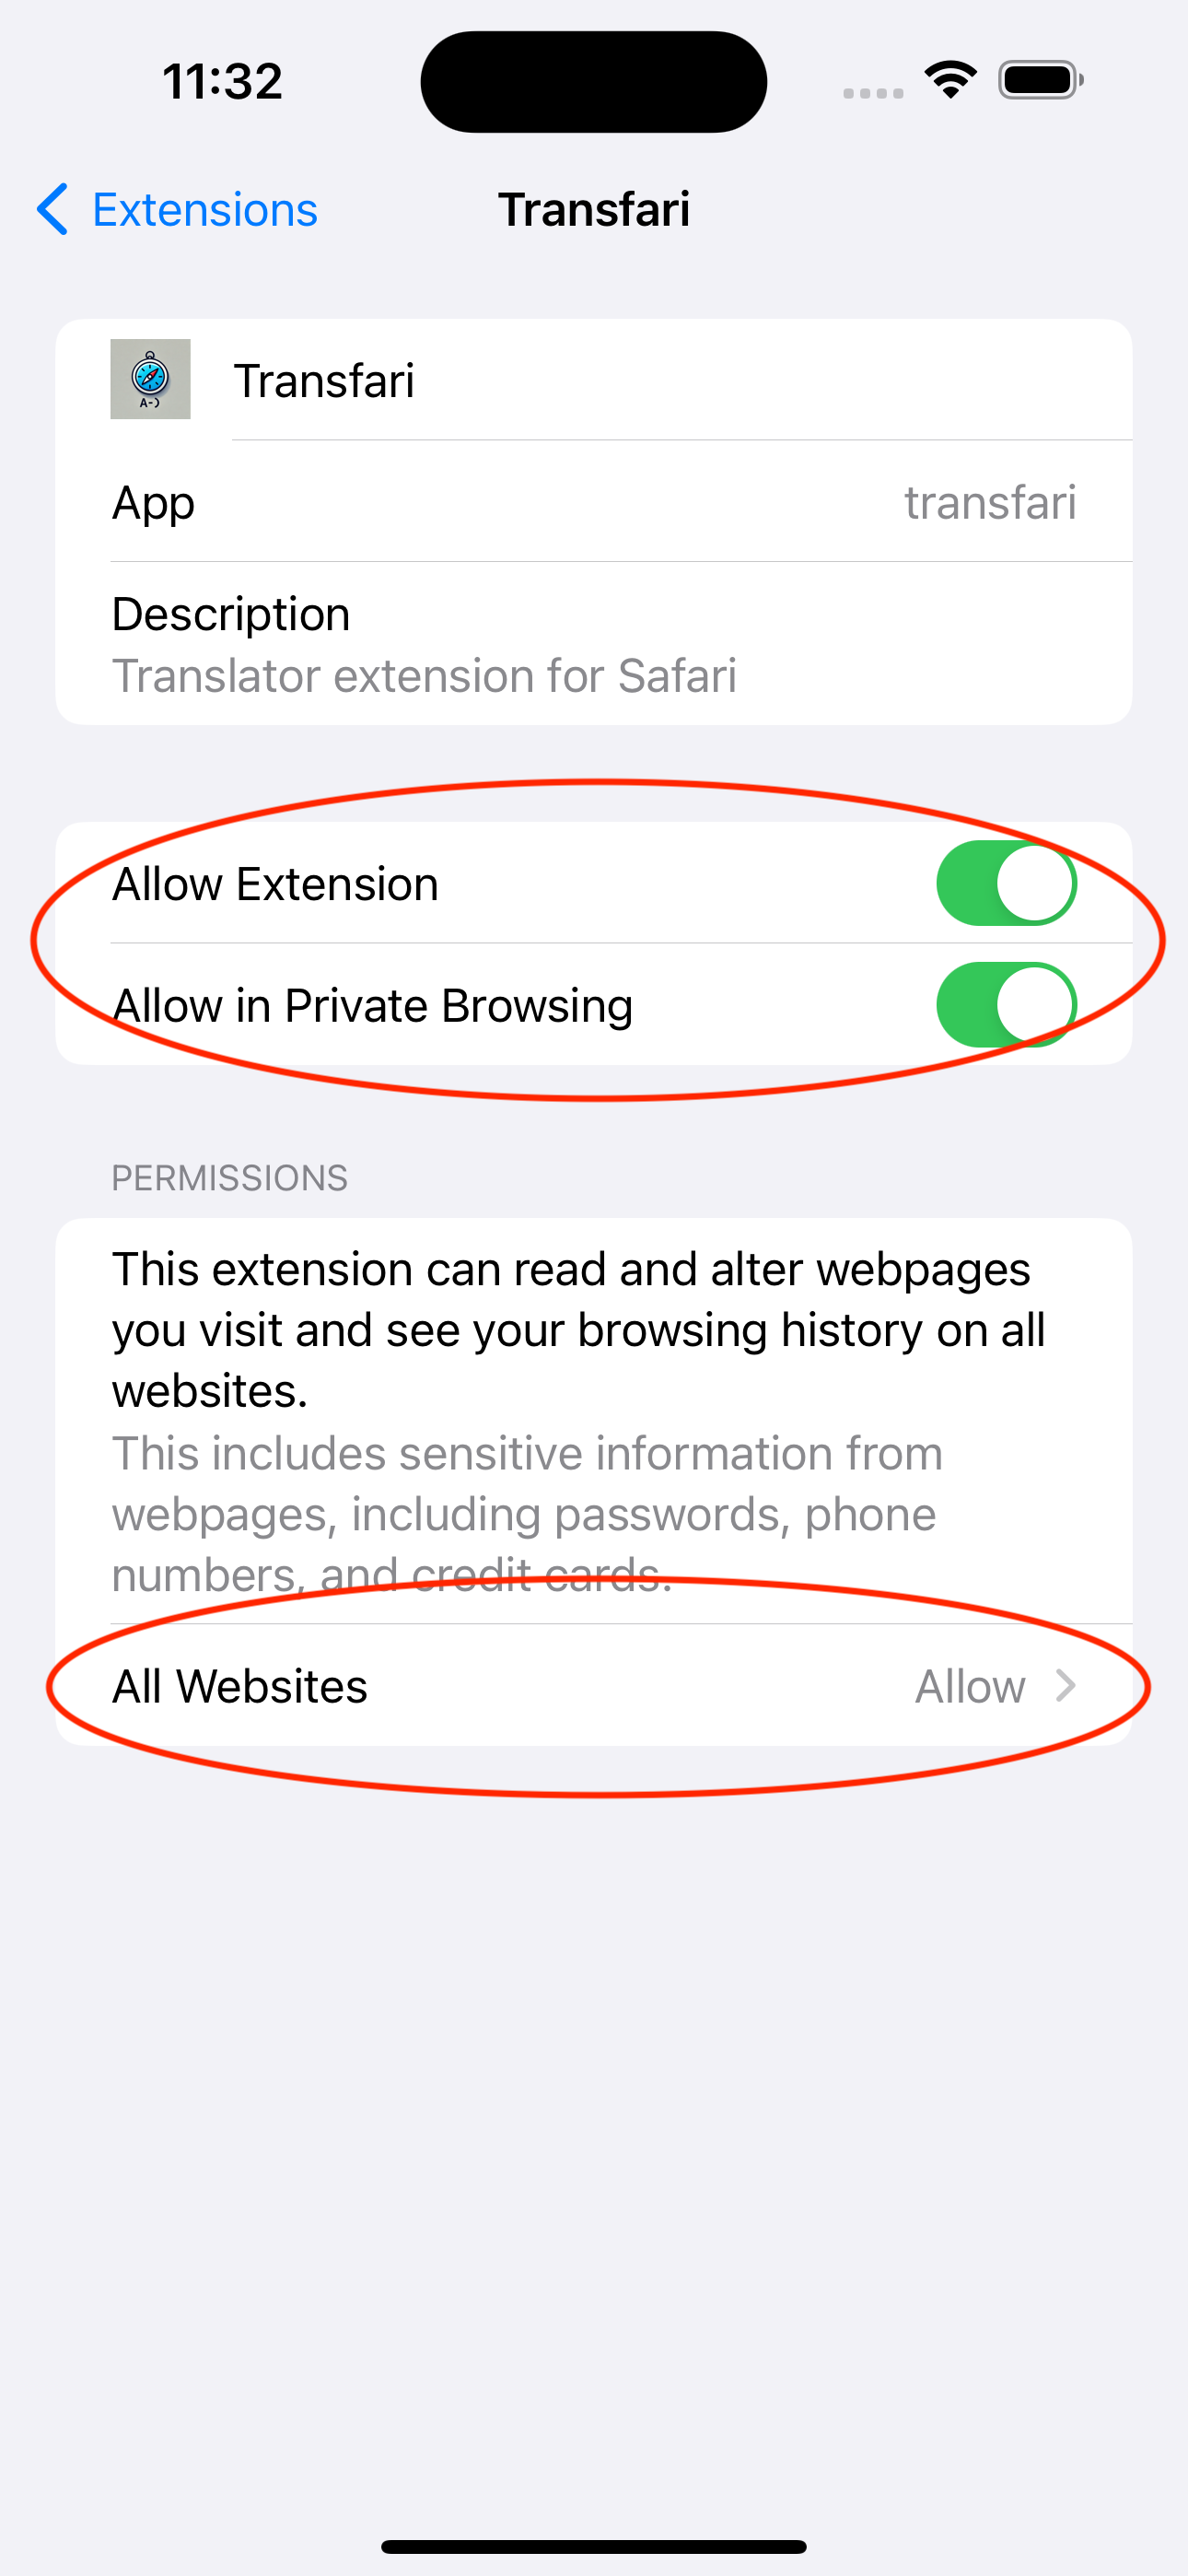 11:32
Extensions
Transfari
A-Ɔ
Transfari
App transfari
Description
Translator extension for Safari
Allow Extension
Allow in Private Browsing
PERMISSIONS
This extension can read and alter webpages
you visit and see your browsing history on all
websites.
This includes sensitive information from
webpages, including passwords, phone
numbers, and credit cards.
All Websites Allow